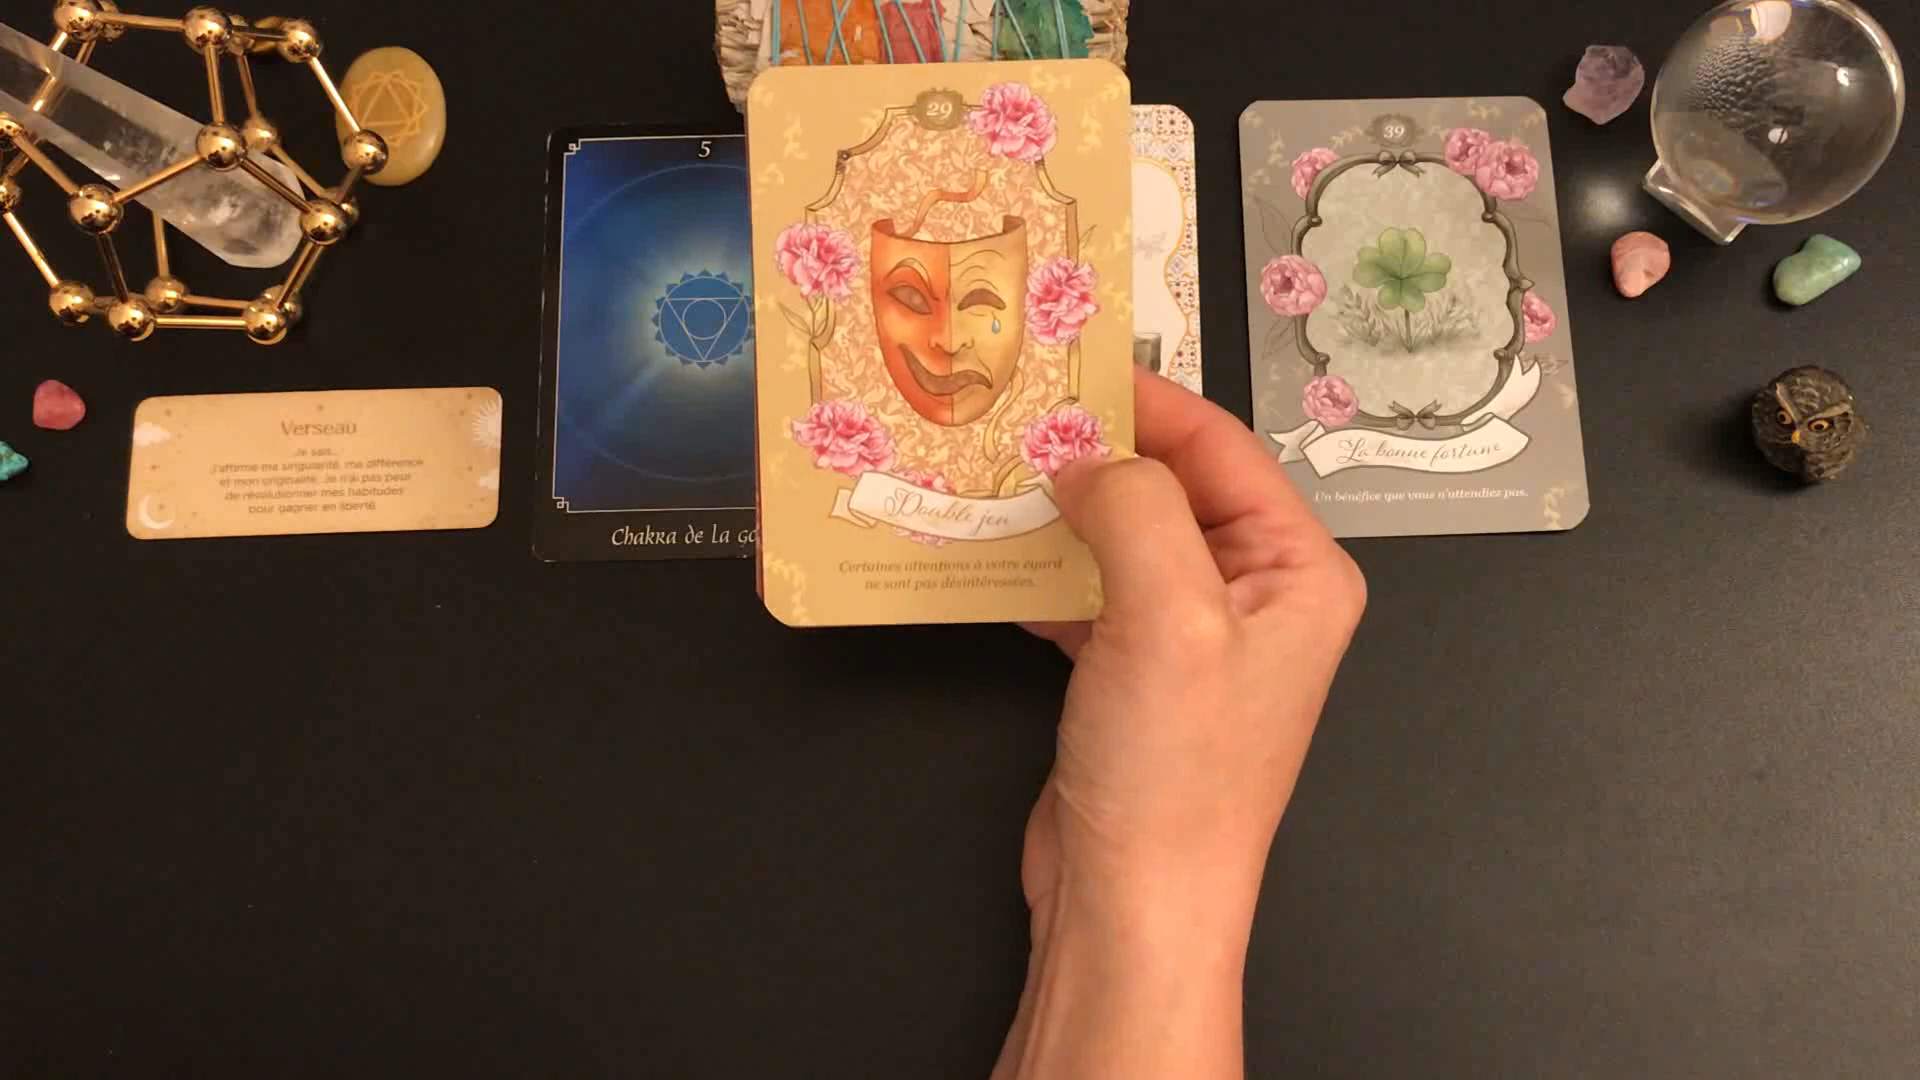 Verseau
Je sais...
J'affirme ma singularité, ma différence
et mon originalité. Je n'ai pas peur
de révolutionner mes habitudes
pour gagner en liberté.
5
Chakra de la go
29
Double jeu
Certaines attentions à votre égard
ne sont pas désintéressées.
39
La bonne fortune
Un bénéfice que vous n'attendiez pas.